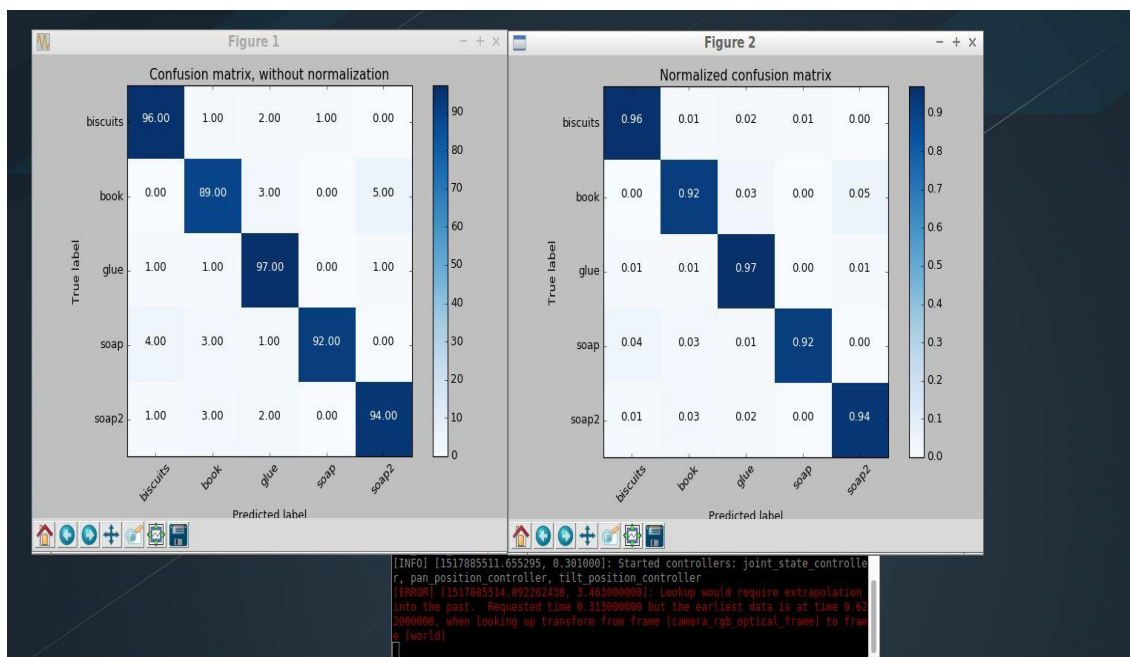 Figure 1
Confusion matrix, without normalization
biscuits 96.00 1.00 2.00 1.00 0.00
book 0.00 89.00 3.00 0.00 5.00
glue 1.00 1.00 97.00 0.00 1.00
soap 4.00 3.00 1.00 92.00 0.00
soap2 1.00 3.00 2.00 0.00 94.00
True label
biscuits book glue soap soap2
Predicted label
90
80
70
60
50
40
30
20
10
0
Figure 2
Normalized confusion matrix
biscuits 0.96 0.01 0.02 0.01 0.00
book 0.00 0.92 0.03 0.00 0.05
glue 0.01 0.01 0.97 0.00 0.01
soap 0.04 0.03 0.01 0.92 0.00
soap2 0.01 0.03 0.02 0.00 0.94
True label
biscuits book glue soap soap2
Predicted label
0.9
0.8
0.7
0.6
0.5
0.4
0.3
0.2
0.1
0.0
[INFO] [1517885511.655295, 0.301000]: Started controllers: joint_state_controlle
r, pan_position_controller, tilt_position_controller
[ERROR] [1517885514.892262438, 3.463000000]: Lookup would require extrapolation
into the past.  Requested time 0.313000000 but the earliest data is at time 0.62
2000000, when looking up transform from frame [camera_rgb_optical_frame] to fram
e [world]